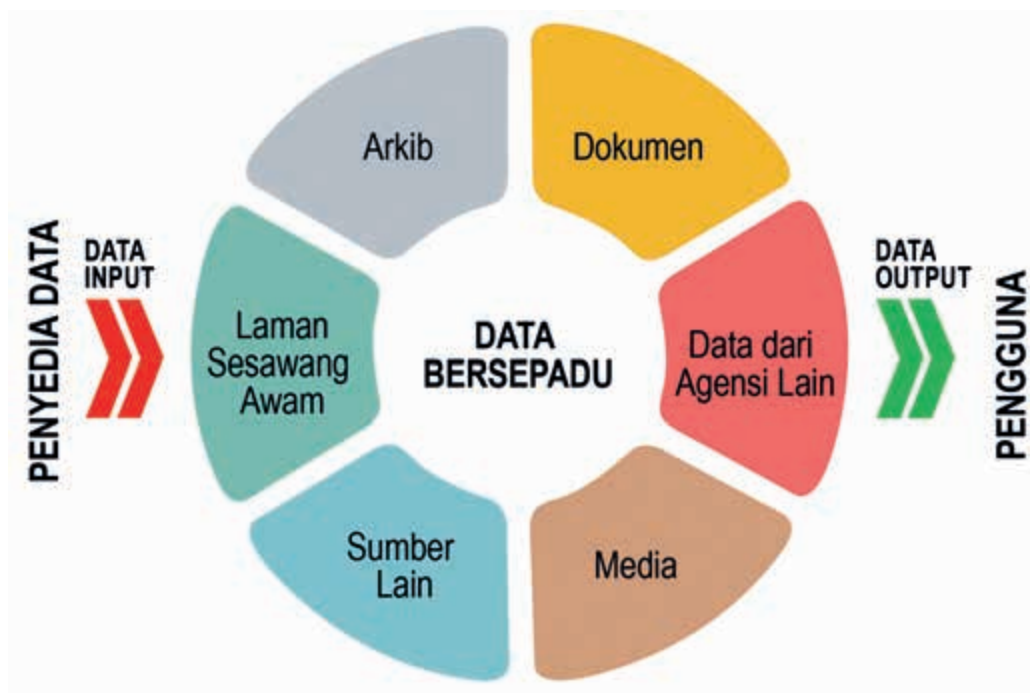 PENYEDIA DATA
DATA
INPUT
Arkib
Dokumen
Laman
Sesawang
Awam
DATA
BERSEPADU
Data dari
Agensi Lain
Sumber
Lain
Media
DATA
OUTPUT
PENGGUNA